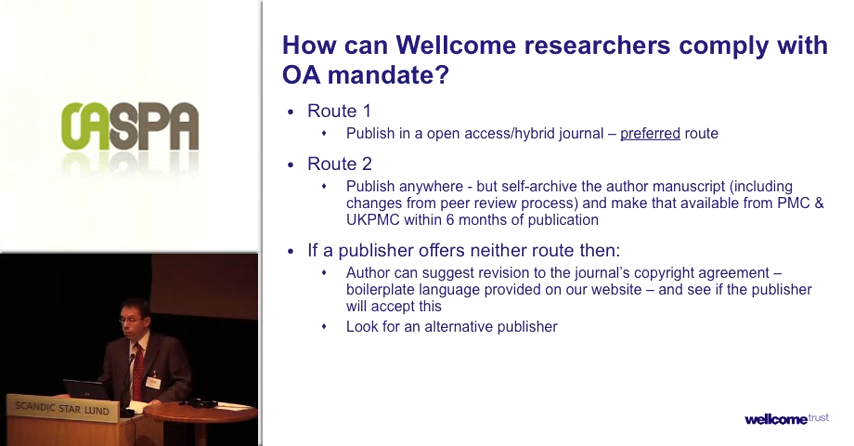 OASPA
How can Wellcome researchers comply with
OA mandate?
• Route 1
Publish in a open access/hybrid journal – preferred route
• Route 2
Publish anywhere - but self-archive the author manuscript (including
changes from peer review process) and make that available from PMC &
UKPMC within 6 months of publication
• If a publisher offers neither route then:
Author can suggest revision to the journal's copyright agreement –
boilerplate language provided on our website – and see if the publisher
will accept this
Look for an alternative publisher
SCANDIC STAR LUND
wellcometrust